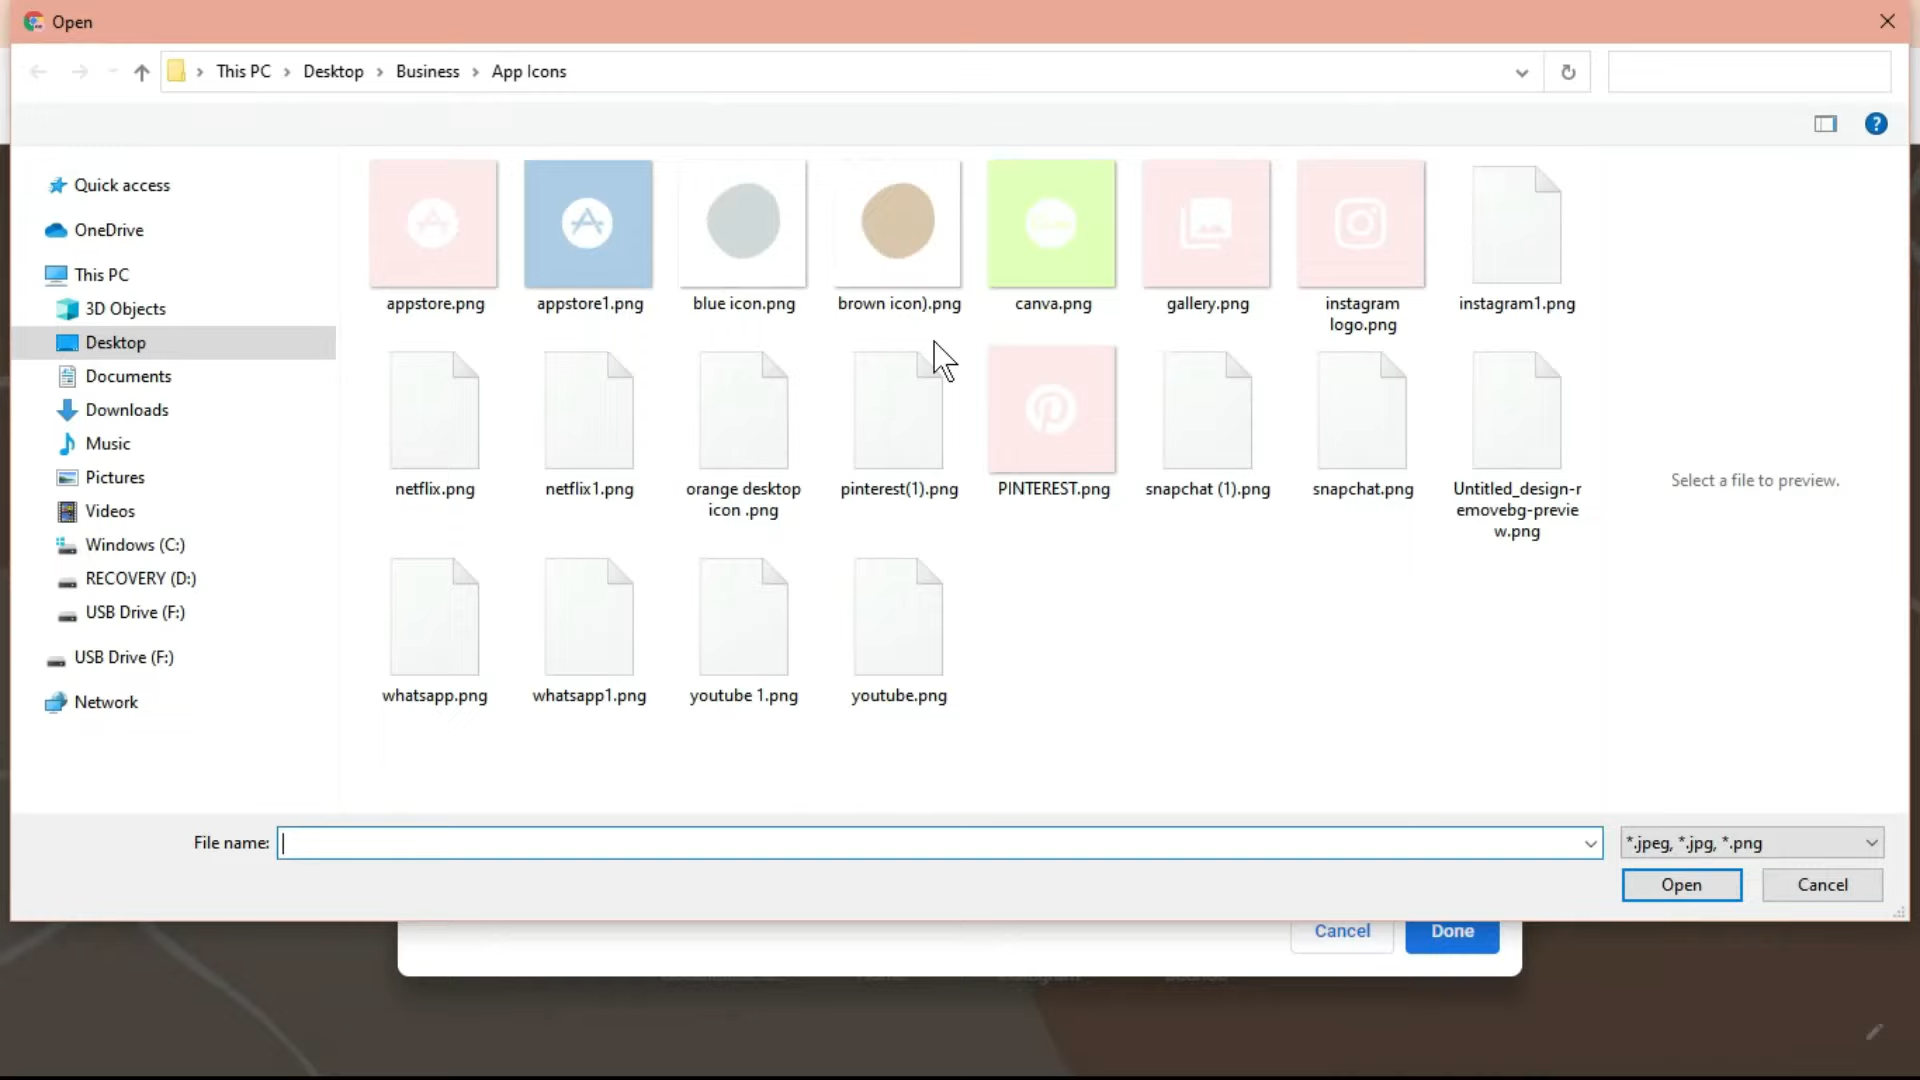 Open
This PC
Desktop
Business
App Icons
?
Quick access
OneDrive
This PC
3D Objects
Desktop
Documents
Downloads
Music
Pictures
Videos
Windows (C:)
RECOVERY (D:)
USB Drive (F:)
USB Drive (F:)
Network
appstore.png
appstore1.png
blue icon.png
brown icon).png
canva.png
gallery.png
instagram
logo.png
instagram1.png
netflix.png
netflix1.png
orange desktop
icon .png
pinterest(1).png
PINTEREST.png
snapchat (1).png
snapchat.png
Untitled_design-r
emovebg-previe
w.png
whatsapp.png
whatsapp1.png
youtube 1.png
youtube.png
Select a file to preview.
File name:
*.jpeg, *.jpg, *.png
Open
Cancel
Cancel
Done